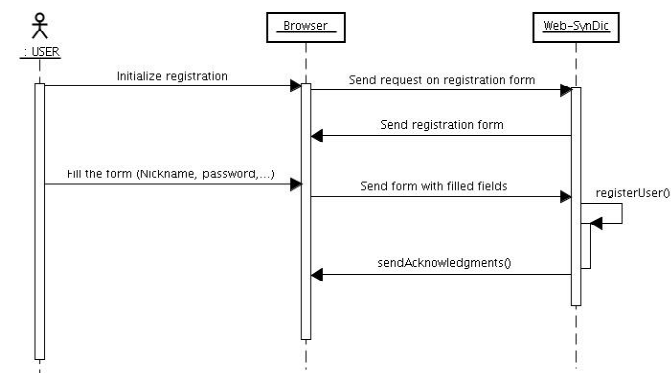 Browser
Web-SynDic
: USER
Initialize registration
Send request on registration form
Send registration form
Fill the form (Nickname, password,...)
Send form with filled fields
registerUser()
sendAcknowledgments()